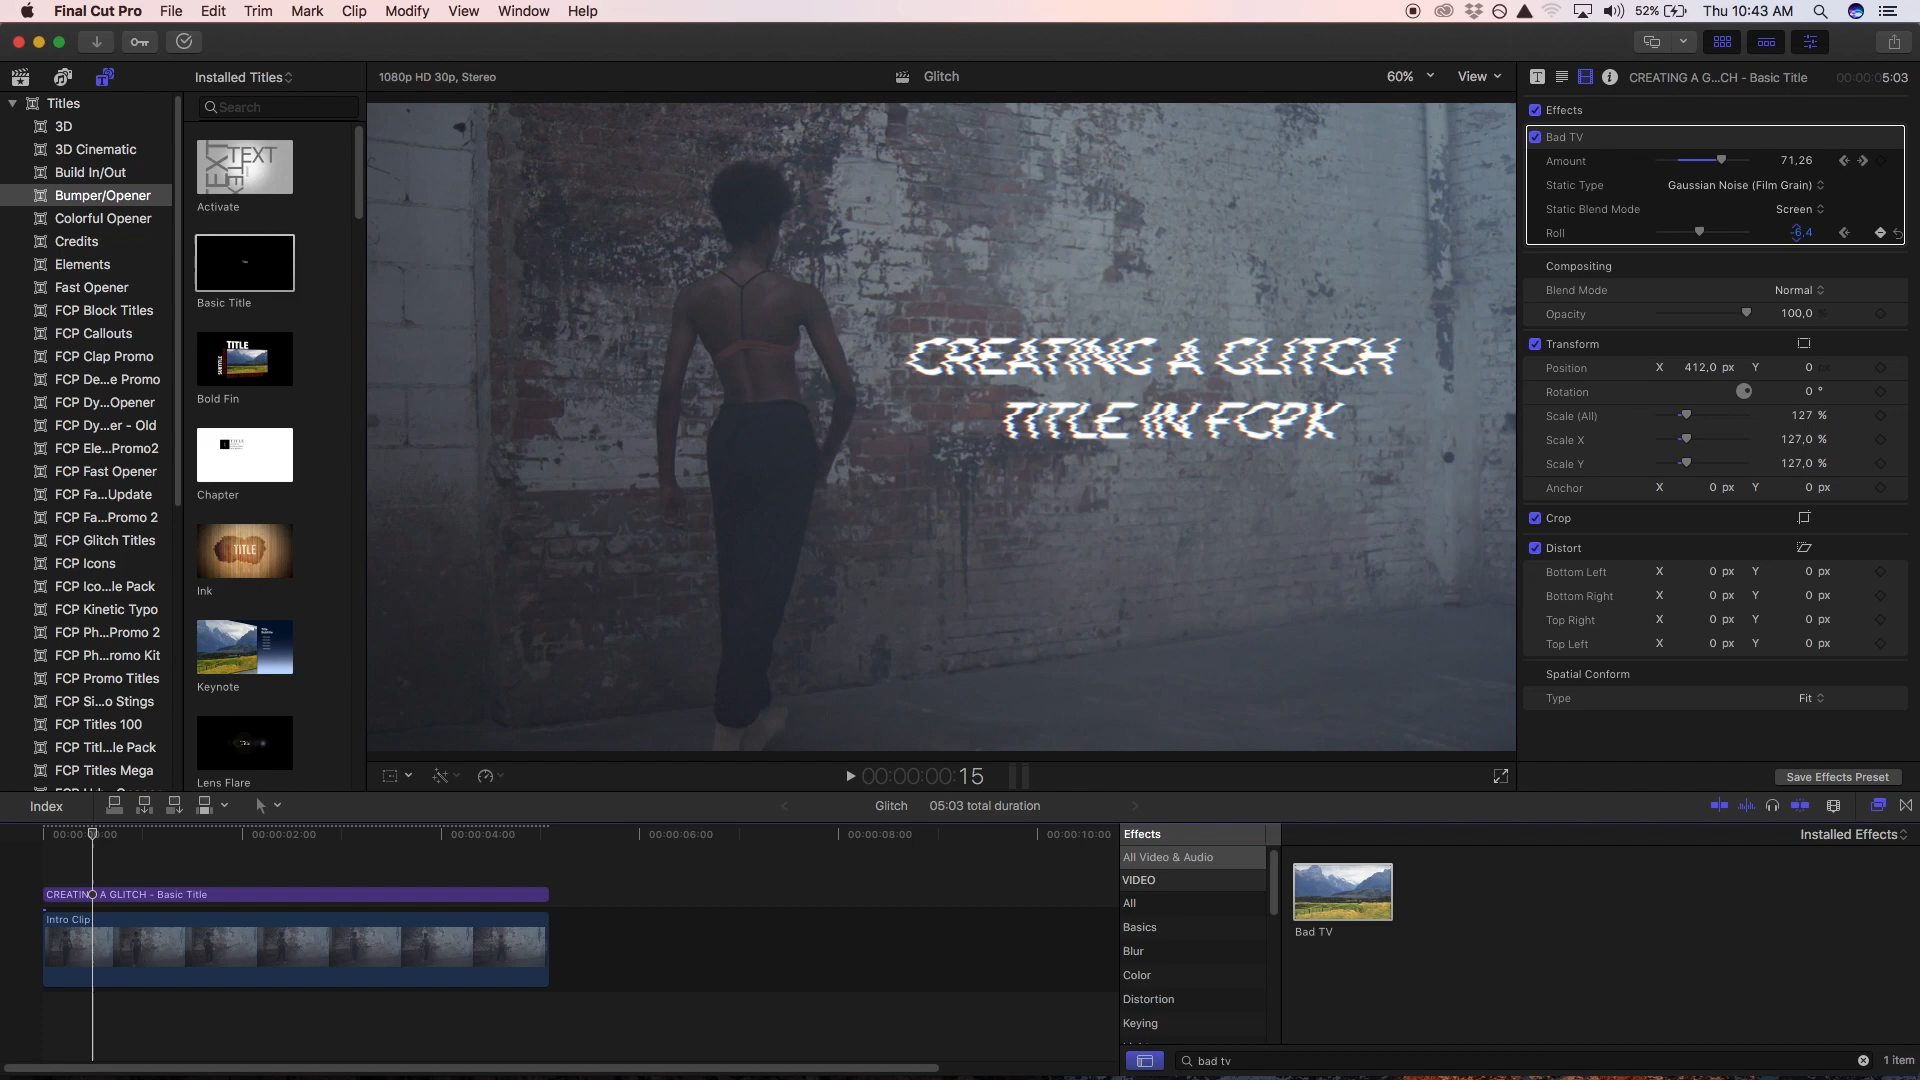 Final Cut Pro File Edit Trim Mark Clip Modify View Window Help
52% Thu 10:43 AM
Installed Titles
1080p HD 30p, Stereo
Glitch
60% View
CREATING A G...CH - Basic Title
00:00:05:03
Search
Titles
3D
3D Cinematic
Build In/Out
Bumper/Opener
Colorful Opener
Credits
Elements
Fast Opener
FCP Block Titles
FCP Callouts
FCP Clap Promo
FCP De...e Promo
FCP Dy...Opener
FCP Dy...er - Old
FCP Ele...Promo2
FCP Fast Opener
FCP Fa...Update
FCP Fa...Promo 2
FCP Glitch Titles
FCP Icons
FCP Ico...le Pack
FCP Kinetic Typo
FCP Ph...Promo 2
FCP Ph...romo Kit
FCP Promo Titles
FCP Si...o Stings
FCP Titles 100
FCP Titl...le Pack
FCP Titles Mega
TEXT
Activate
Basic Title
TITLE
Bold Fin
Chapter
TITLE
Ink
Keynote
Lens Flare
CREATING A GLITCH
TITLE IN FCPX
Effects
Bad TV
Amount 71,26
Static Type Gaussian Noise (Film Grain)
Static Blend Mode Screen
Roll -6,4
Compositing
Blend Mode Normal
Opacity 100,0 %
Transform
Position X 412,0 px Y 0 px
Rotation 0 °
Scale (All) 127 %
Scale X 127,0 %
Scale Y 127,0 %
Anchor X 0 px Y 0 px
Crop
Distort
Bottom Left X 0 px Y 0 px
Bottom Right X 0 px Y 0 px
Top Right X 0 px Y 0 px
Top Left X 0 px Y 0 px
Spatial Conform
Type Fit
Save Effects Preset
00:00:00:15
Index
Glitch 05:03 total duration
00:00:02:00 00:00:04:00 00:00:06:00 00:00:08:00 00:00:10:00
CREATING A GLITCH - Basic Title
Intro Clip
Effects
Installed Effects
All Video & Audio
VIDEO
All
Basics
Blur
Color
Distortion
Keying
Bad TV
bad tv
1 item